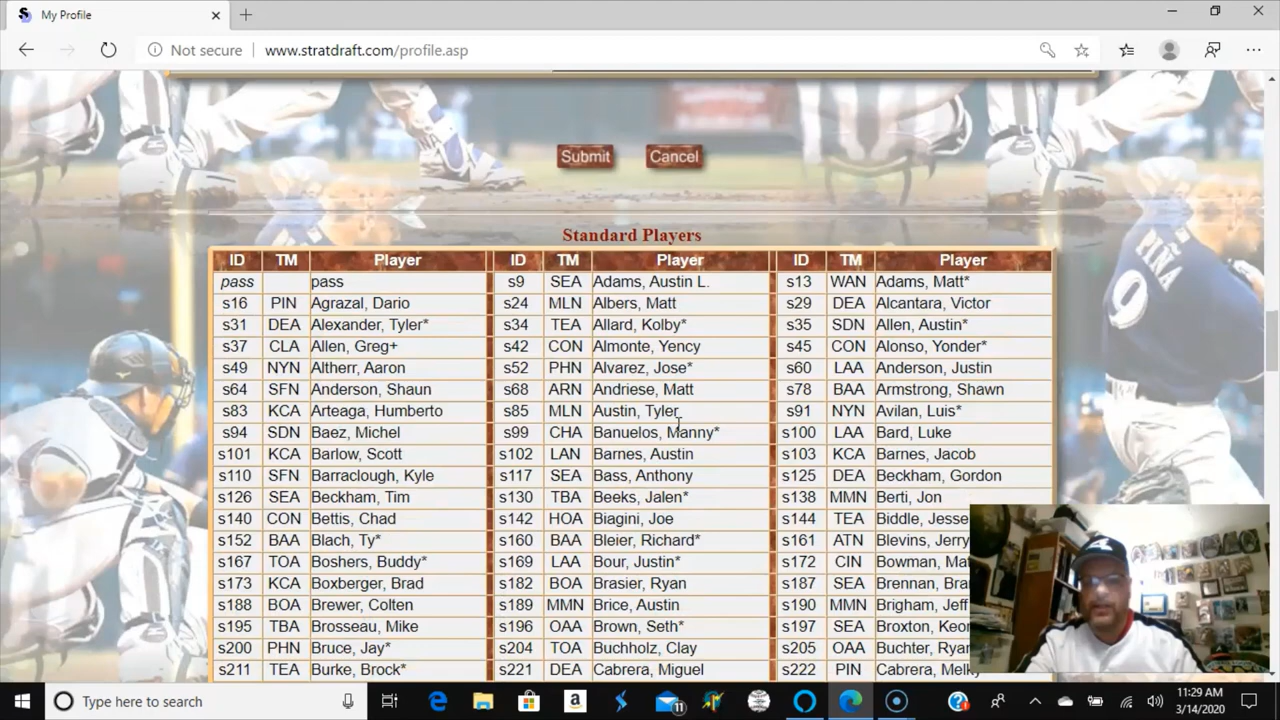 My Profile
Not secure www.stratdraft.com/profile.asp
Submit Cancel
Standard Players
ID TM Player ID TM Player ID TM Player
pass pass s9 SEA Adams, Austin L. s13 WAN Adams, Matt*
s16 PIN Agrazal, Dario s24 MLN Albers, Matt s29 DEA Alcantara, Victor
s31 DEA Alexander, Tyler* s34 TEA Allard, Kolby* s35 SDN Allen, Austin*
s37 CLA Allen, Greg+ s42 CON Almonte, Yency s45 CON Alonso, Yonder*
s49 NYN Altherr, Aaron s52 PHN Alvarez, Jose* s60 LAA Anderson, Justin
s64 SFN Anderson, Shaun s68 ARN Andriese, Matt s78 BAA Armstrong, Shawn
s83 KCA Arteaga, Humberto s85 MLN Austin, Tyler s91 NYN Avilan, Luis*
s94 SDN Baez, Michel s99 CHA Banuelos, Manny* s100 LAA Bard, Luke
s101 KCA Barlow, Scott s102 LAN Barnes, Austin s103 KCA Barnes, Jacob
s110 SFN Barraclough, Kyle s117 SEA Bass, Anthony s125 DEA Beckham, Gordon
s126 SEA Beckham, Tim s130 TBA Beeks, Jalen* s138 MMN Berti, Jon
s140 CON Bettis, Chad s142 HOA Biagini, Joe s144 TEA Biddle, Jesse
s152 BAA Blach, Ty* s160 BAA Bleier, Richard* s161 ATN Blevins, Jerry
s167 TOA Boshers, Buddy* s169 LAA Bour, Justin* s172 CIN Bowman, Ma
s173 KCA Boxberger, Brad s182 BOA Brasier, Ryan s187 SEA Brennan, Bra
s188 BOA Brewer, Colten s189 MMN Brice, Austin s190 MMN Brigham, Jeff
s195 TBA Brosseau, Mike s196 OAA Brown, Seth* s197 SEA Broxton, Keo
s200 PHN Bruce, Jay* s204 TOA Buchholz, Clay s205 OAA Buchter, Ryan
s211 TEA Burke, Brock* s221 DEA Cabrera, Miguel s222 PIN Cabrera, Melk
PIÑA
Type here to search
11
11:29 AM
3/14/2020